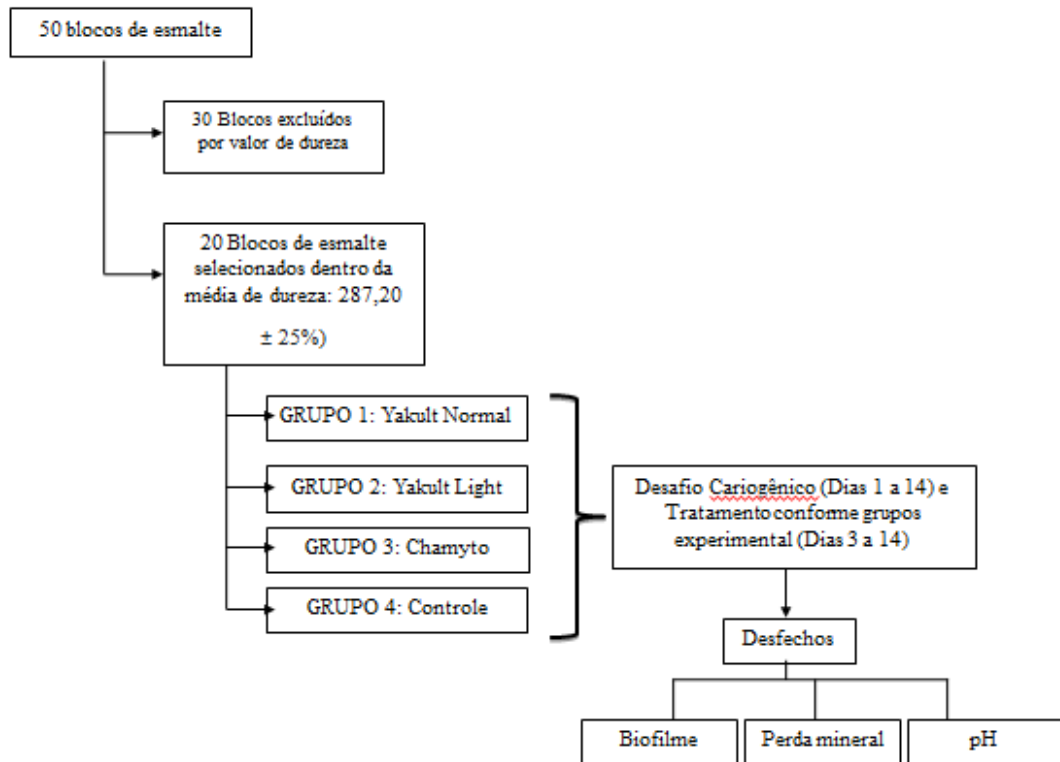 50 blocos de esmalte
30 Blocos excluídos
por valor de dureza
20 Blocos de esmalte
selecionados dentro da
média de dureza: 287,20
± 25%)
GRUPO 1: Yakult Normal
GRUPO 2: Yakult Light
GRUPO 3: Chamyto
GRUPO 4: Controle
Desafio Cariogênico (Dias 1 a 14) e
Tratamento conforme grupos
experimental (Dias 3 a 14)
Desfechos
Biofilme
Perda mineral
pH